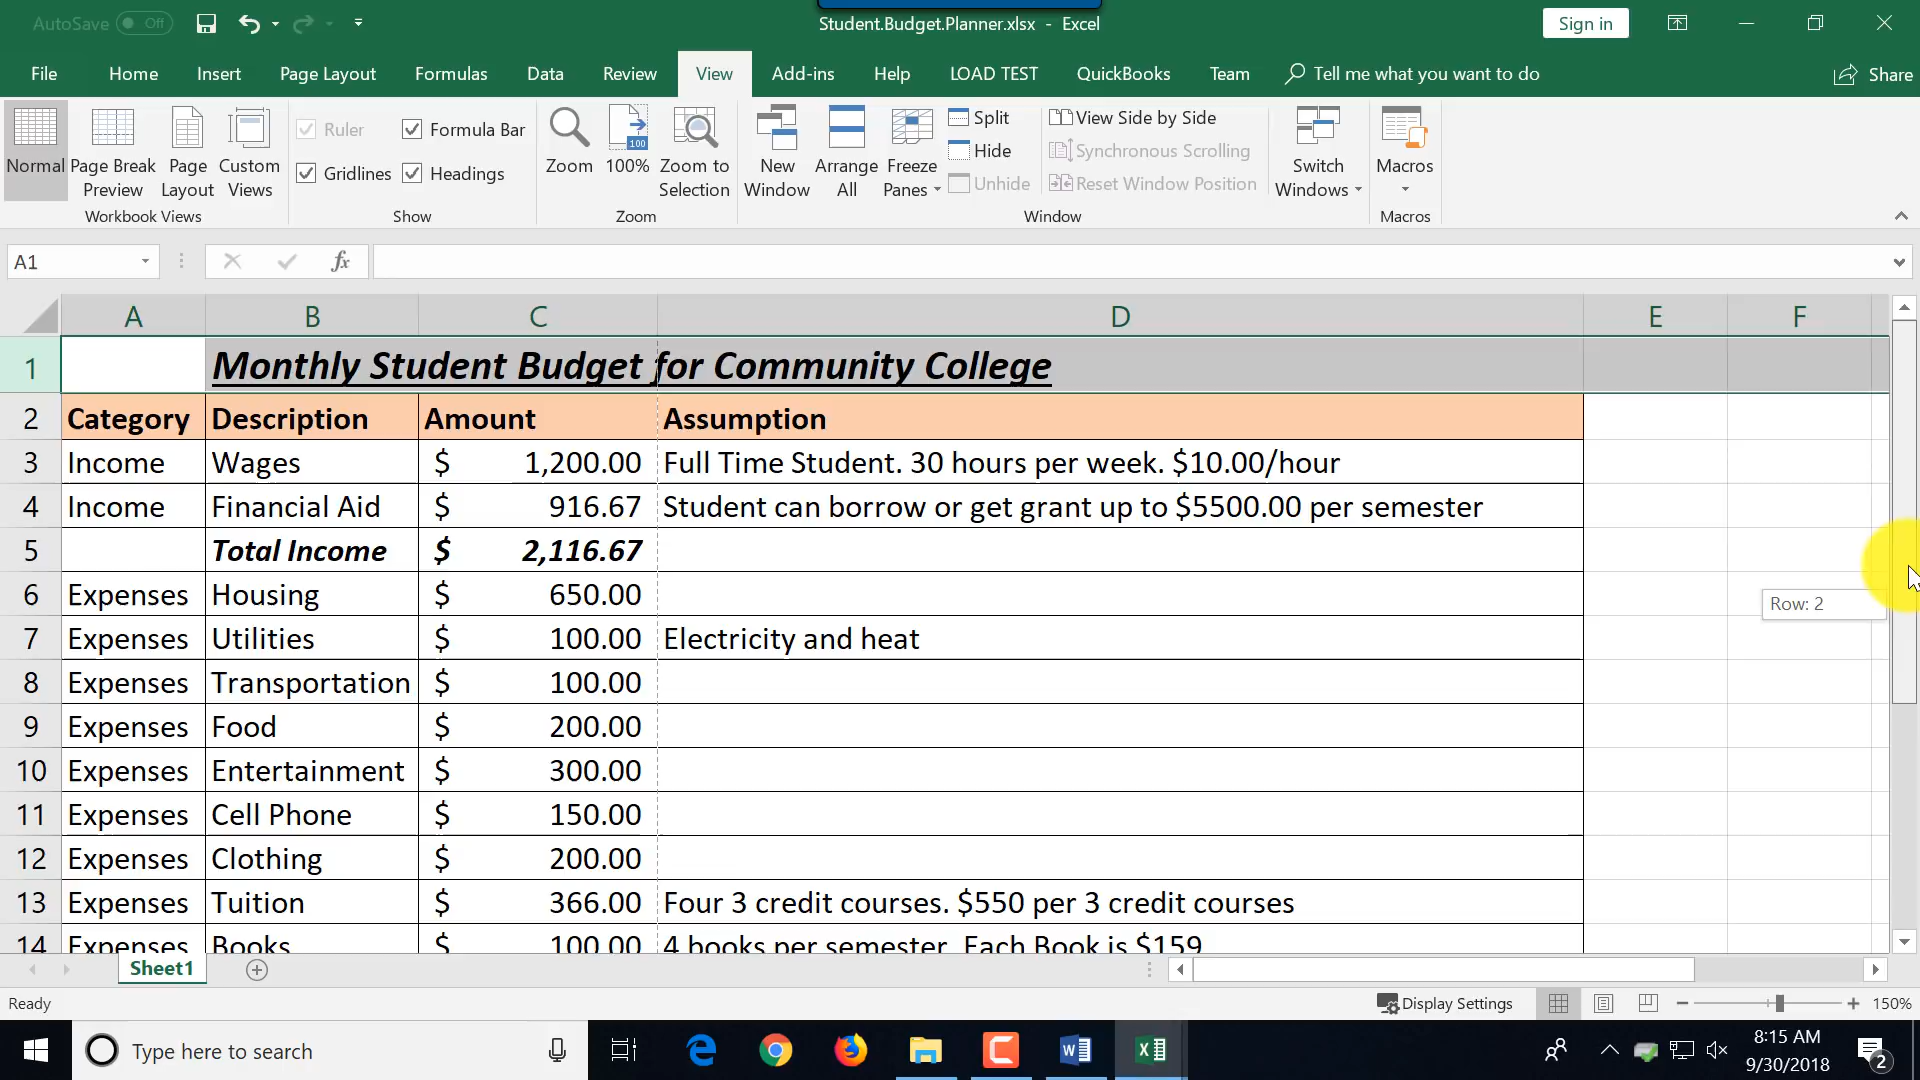 AutoSave Off
Student.Budget.Planner.xlsx - Excel
Sign in
File Home Insert Page Layout Formulas Data Review View Add-ins Help LOAD TEST QuickBooks Team Tell me what you want to do Share
Normal
Page Break Preview
Page Layout
Custom Views
Workbook Views
Ruler
Formula Bar
Gridlines
Headings
Show
Zoom
100
100%
Zoom to Selection
Zoom
New Window
Arrange All
Freeze Panes
Split
Hide
Unhide
View Side by Side
Synchronous Scrolling
Reset Window Position
Switch Windows
Window
Macros
Macros
A1
fx
A B C D E F
1 Monthly Student Budget for Community College
2 Category Description Amount Assumption
3 Income Wages $ 1,200.00 Full Time Student. 30 hours per week. $10.00/hour
4 Income Financial Aid $ 916.67 Student can borrow or get grant up to $5500.00 per semester
5 Total Income $ 2,116.67
6 Expenses Housing $ 650.00
Row: 2
7 Expenses Utilities $ 100.00 Electricity and heat
8 Expenses Transportation $ 100.00
9 Expenses Food $ 200.00
10 Expenses Entertainment $ 300.00
11 Expenses Cell Phone $ 150.00
12 Expenses Clothing $ 200.00
13 Expenses Tuition $ 366.00 Four 3 credit courses. $550 per 3 credit courses
14 Expenses Books $ 100.00 4 books per semester. Each Book is $159
Sheet1
Ready
Display Settings
150%
Type here to search
8:15 AM
9/30/2018
2